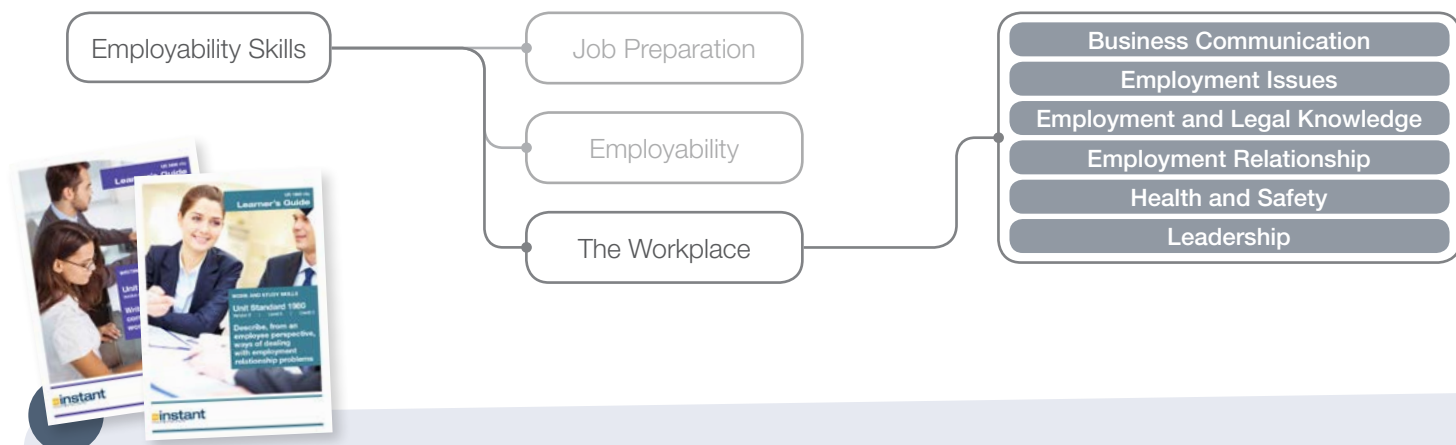 Employability Skills
Job Preparation
Employability
The Workplace
Business Communication
Employment Issues
Employment and Legal Knowledge
Employment Relationship
Health and Safety
Leadership
Learner's Guide
WORK AND STUDY SKILLS
Unit Standard 1980
Describe, from an
employee perspective,
ways of dealing
with employment
relationship problems
instant
instant